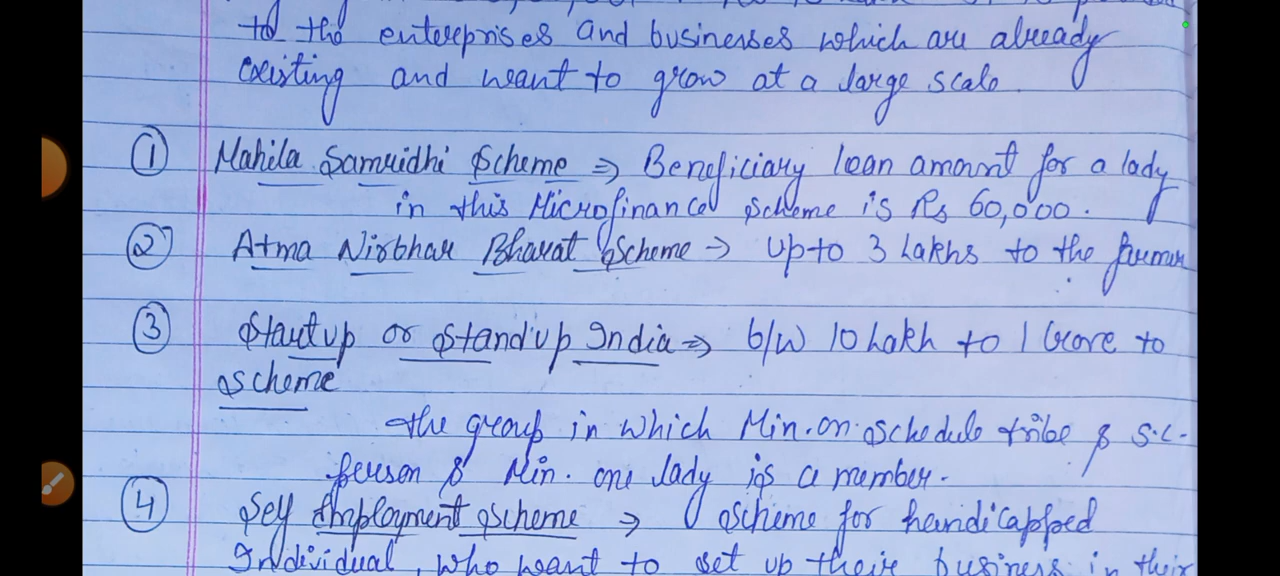 to the enterprises and businesses which are already
existing and want to grow at a large scale.
① Mahila Samridhi Scheme ⇒ Beneficiary loan amount for a lady
in this Microfinance scheme is Rs 60,000.
② Atma Nirbhar Bharat Scheme → upto 3 Lakhs to the farmer
③ Startup or Standup India ⇒ b/w 10 Lakh to 1 Crore to
Scheme
the group in which Min. on schedule tribe & S.C.
person & Min. one lady is a member.
④ Self Employment Scheme → scheme for handicapped
Individual, who want to set up their business in their